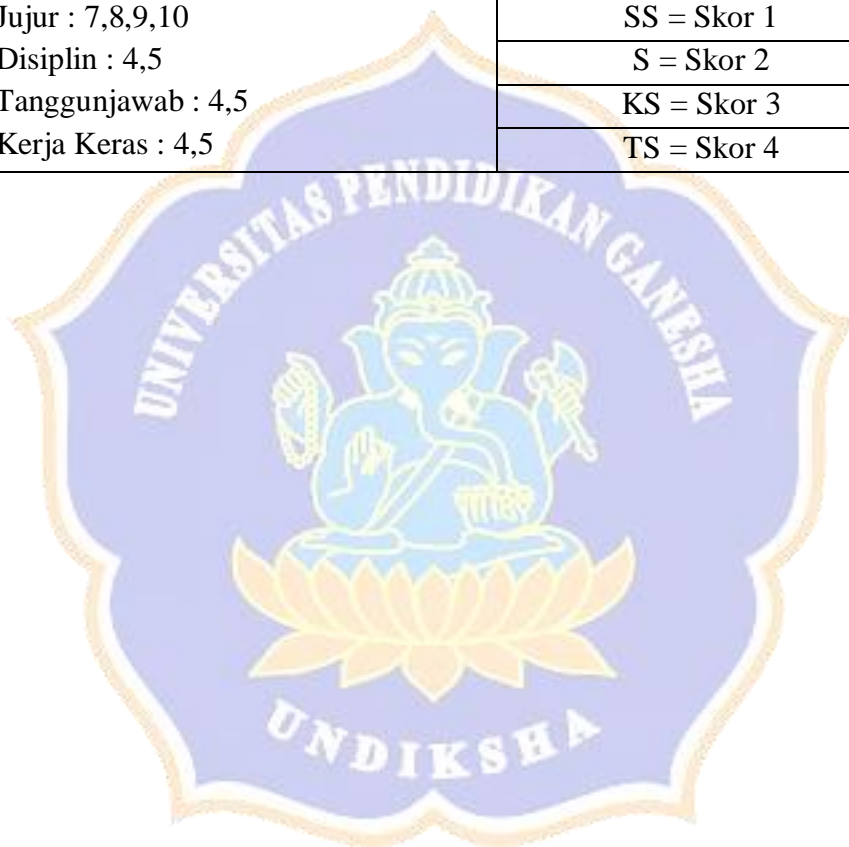 Jujur : 7,8,9,10
Disiplin : 4,5
Tanggunjawab : 4,5
Kerja Keras : 4,5
SS = Skor 1
S = Skor 2
KS = Skor 3
TS = Skor 4
UNIVERSITAS PENDIDIKAN GANESHA
UNDIKSHA